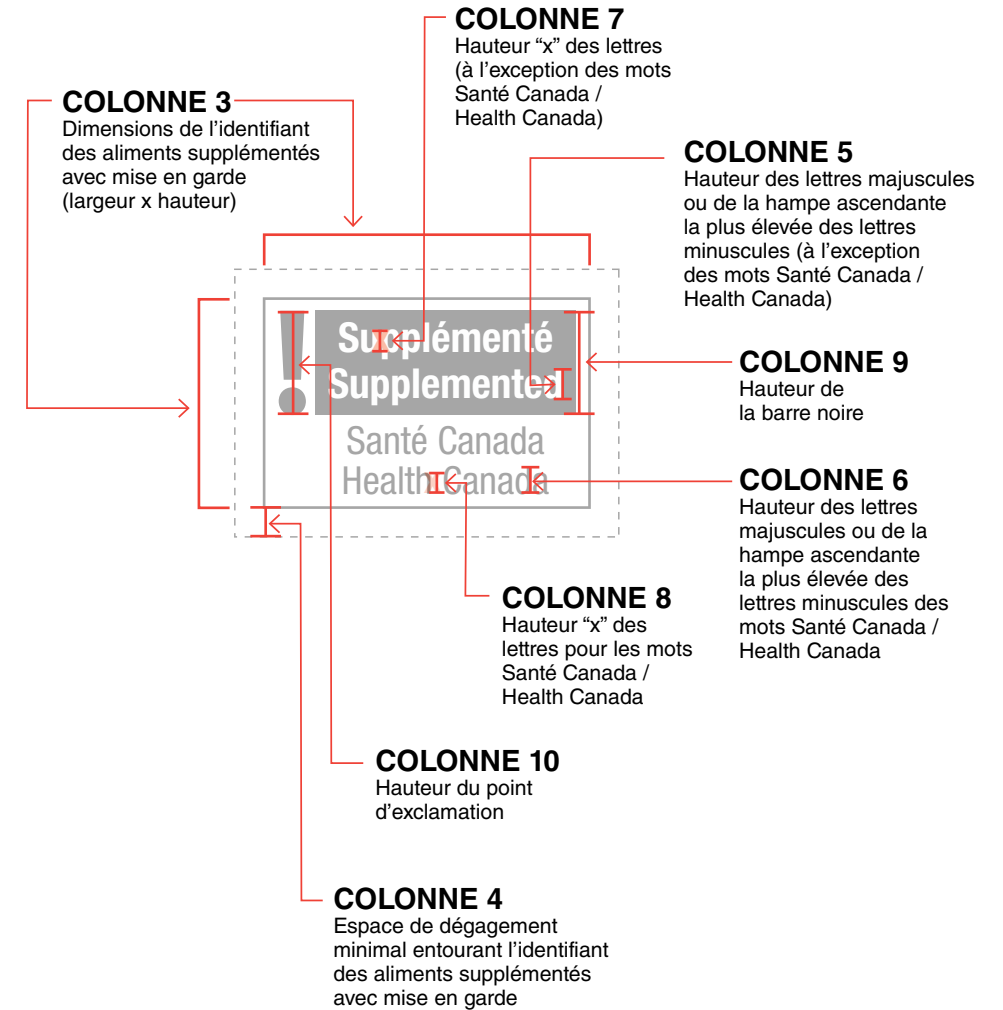 COLONNE 7
Hauteur “x” des lettres
(à l’exception des mots
Santé Canada /
Health Canada)
COLONNE 3
Dimensions de l’identifiant
des aliments supplémentés
avec mise en garde
(largeur x hauteur)
COLONNE 5
Hauteur des lettres majuscules
ou de la hampe ascendante
la plus élevée des lettres
minuscules (à l’exception
des mots Santé Canada /
Health Canada)
!
Supplémenté
Supplemented
Santé Canada
Health Canada
COLONNE 9
Hauteur de
la barre noire
COLONNE 6
Hauteur des lettres
majuscules ou de la
hampe ascendante
la plus élevée des
lettres minuscules des
mots Santé Canada /
Health Canada
COLONNE 8
Hauteur “x” des
lettres pour les mots
Santé Canada /
Health Canada
COLONNE 10
Hauteur du point
d’exclamation
COLONNE 4
Espace de dégagement
minimal entourant l’identifiant
des aliments supplémentés
avec mise en garde